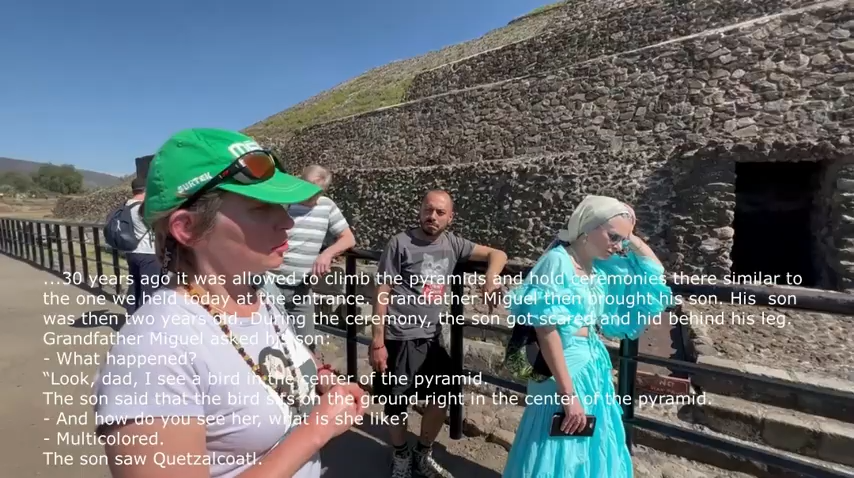 MEX
SURTEK
...30 years ago it was allowed to climb the pyramids and hold ceremonies there similar to
the one we held today at the entrance. Grandfather Miguel then brought his son. His  son
was then two years old. During the ceremony, the son got scared and hid behind his leg.
Grandfather Miguel asked his son:
- What happened?
“Look, dad, I see a bird in the center of the pyramid.
The son said that the bird sits on the ground right in the center of the pyramid.
- And how do you see her, what is she like?
- Multicolored.
The son saw Quetzalcoatl.
NO